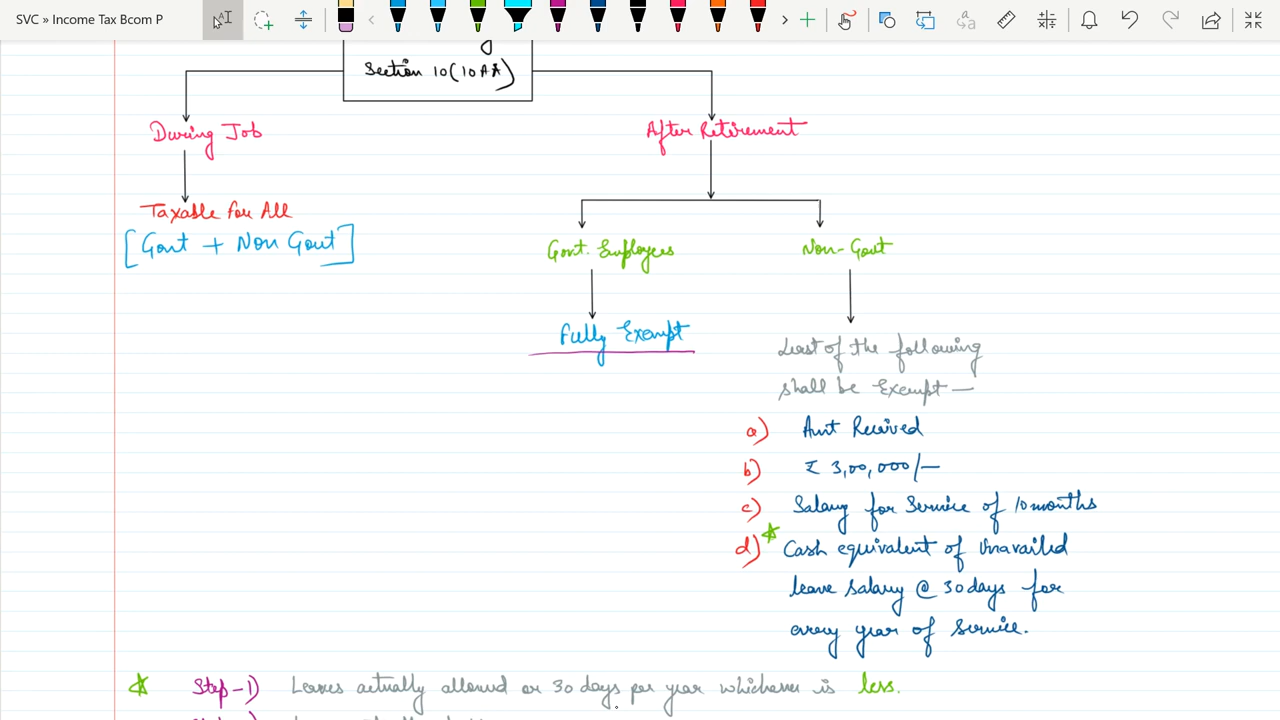 SVC » Income Tax Bcom P
Section 10(10AA)
During Job
After Retirement
Taxable for All
[Govt + Non Govt]
Govt. Employees
Non-Govt
Fully Exempt
Least of the following
shall be Exempt —
a) Amt Received
b) ₹ 3,00,000/-
c) Salary for Service of 10 months
d)* Cash equivalent of Unavailed
leave salary @ 30 days for
every year of Service.
☆ Step-1) Leaves actually allowed or 30 days per year whichever is less.